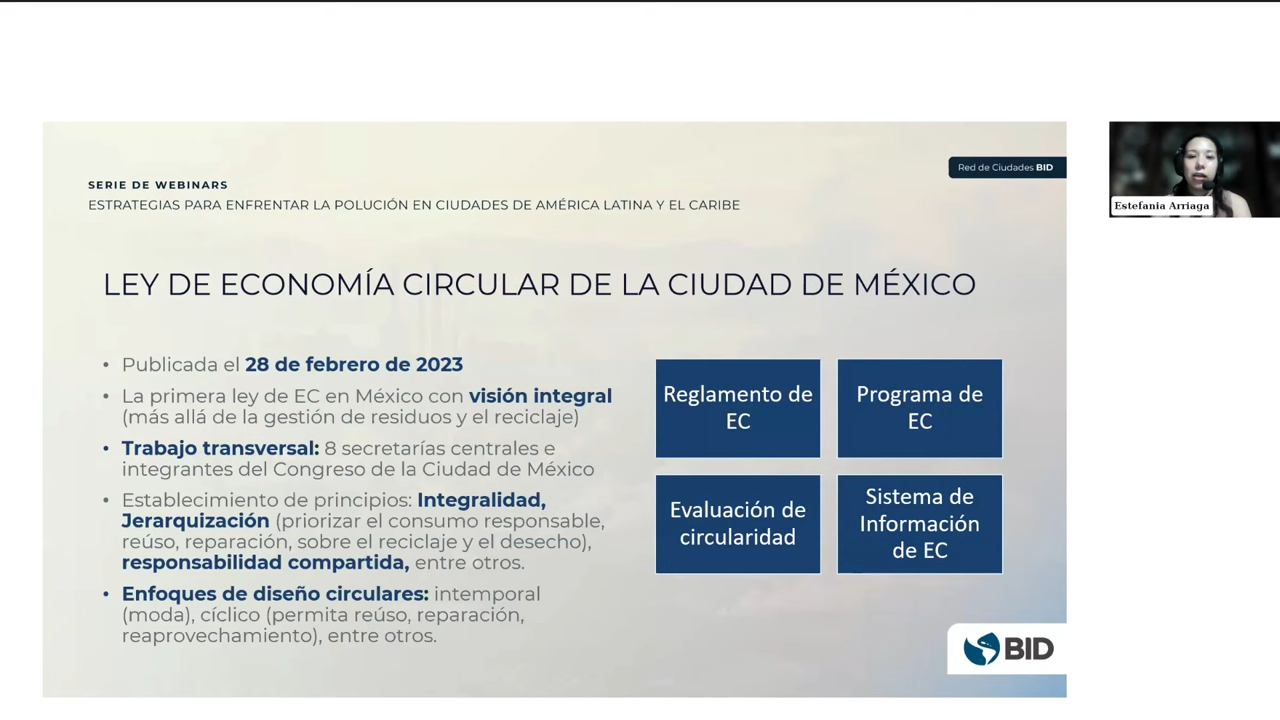 SERIE DE WEBINARS
ESTRATEGIAS PARA ENFRENTAR LA POLUCIÓN EN CIUDADES DE AMÉRICA LATINA Y EL CARIBE
Red de Ciudades BID
Estefania Arriaga
LEY DE ECONOMÍA CIRCULAR DE LA CIUDAD DE MÉXICO
• Publicada el 28 de febrero de 2023
• La primera ley de EC en México con visión integral
(más allá de la gestión de residuos y el reciclaje)
• Trabajo transversal: 8 secretarías centrales e
integrantes del Congreso de la Ciudad de México
• Establecimiento de principios: Integralidad,
Jerarquización (priorizar el consumo responsable,
reúso, reparación, sobre el reciclaje y el desecho),
responsabilidad compartida, entre otros.
• Enfoques de diseño circulares: intemporal
(moda), cíclico (permita reúso, reparación,
reaprovechamiento), entre otros.
Reglamento de
EC
Programa de
EC
Evaluación de
circularidad
Sistema de
Información
de EC
BID